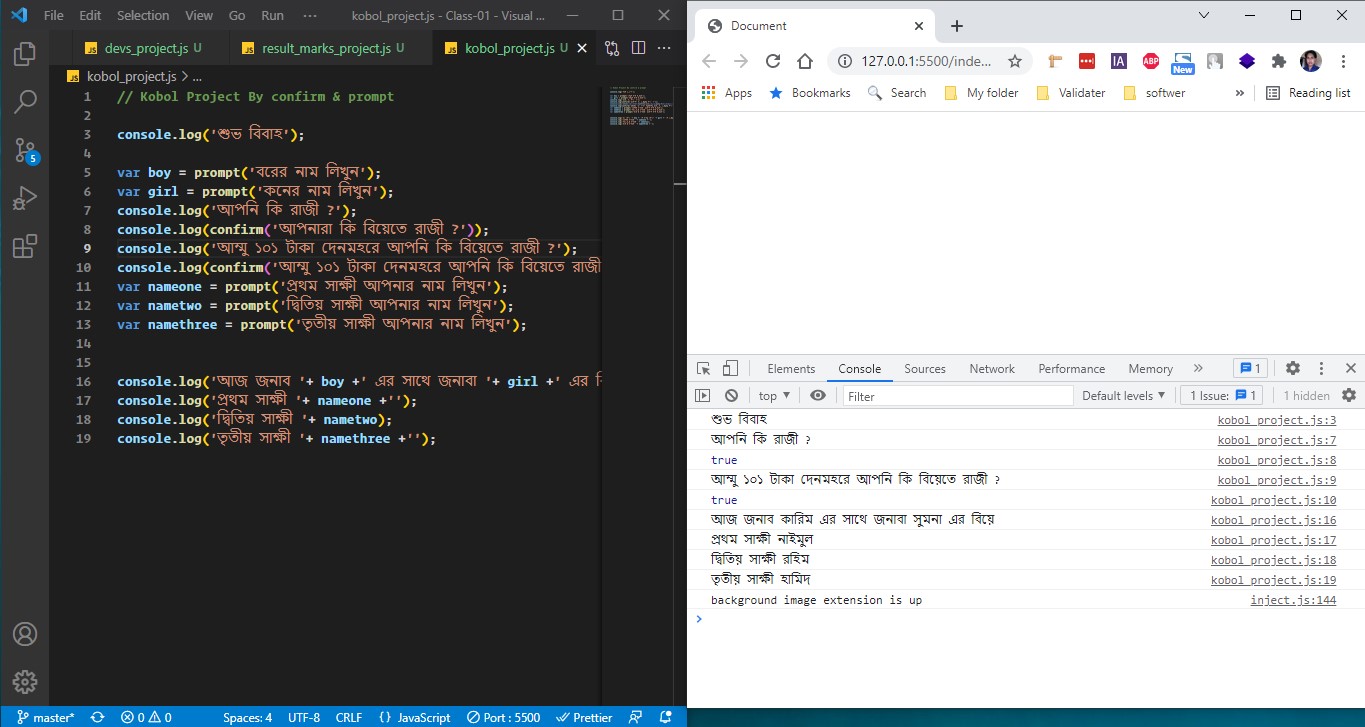 File Edit Selection View Go Run ··· kobol_project.js - Class-01 - Visual ...
devs_project.js U result_marks_project.js U kobol_project.js U
kobol_project.js > ...
1 // Kobol Project By confirm & prompt
2
3 console.log('শুভ বিবাহ');
4
5 var boy = prompt('বরের নাম লিখুন');
6 var girl = prompt('কনের নাম লিখুন');
7 console.log('আপনি কি রাজী ?');
8 console.log(confirm('আপনারা কি বিয়েতে রাজী ?'));
9 console.log('আম্মু ১০১ টাকা দেনমহরে আপনি কি বিয়েতে রাজী ?');
10 console.log(confirm('আম্মু ১০১ টাকা দেনমহরে আপনি কি বিয়েতে রাজী
11 var nameone = prompt('প্রথম সাক্ষী আপনার নাম লিখুন');
12 var nametwo = prompt('দ্বিতিয় সাক্ষী আপনার নাম লিখুন');
13 var namethree = prompt('তৃতীয় সাক্ষী আপনার নাম লিখুন');
14
15
16 console.log('আজ জনাব '+ boy +' এর সাথে জনাবা '+ girl +' এর
17 console.log('প্রথম সাক্ষী '+ nameone +'');
18 console.log('দ্বিতিয় সাক্ষী '+ nametwo);
19 console.log('তৃতীয় সাক্ষী '+ namethree +'');
5
master* 0 0 Spaces: 4 UTF-8 CRLF {} JavaScript Port : 5500 Prettier
Document
127.0.0.1:5500/inde... IA ABP New
Apps Bookmarks Search My folder Validater softwer » Reading list
Elements Console Sources Network Performance Memory » 1
top Filter Default levels 1 Issue: 1 1 hidden
শুভ বিবাহ kobol_project.js:3
আপনি কি রাজী ? kobol_project.js:7
true kobol_project.js:8
আম্মু ১০১ টাকা দেনমহরে আপনি কি বিয়েতে রাজী ? kobol_project.js:9
true kobol_project.js:10
আজ জনাব কারিম এর সাথে জনাবা সুমনা এর বিয়ে kobol_project.js:16
প্রথম সাক্ষী নাইমুল kobol_project.js:17
দ্বিতিয় সাক্ষী রহিম kobol_project.js:18
তৃতীয় সাক্ষী হামিদ kobol_project.js:19
background image extension is up inject.js:144